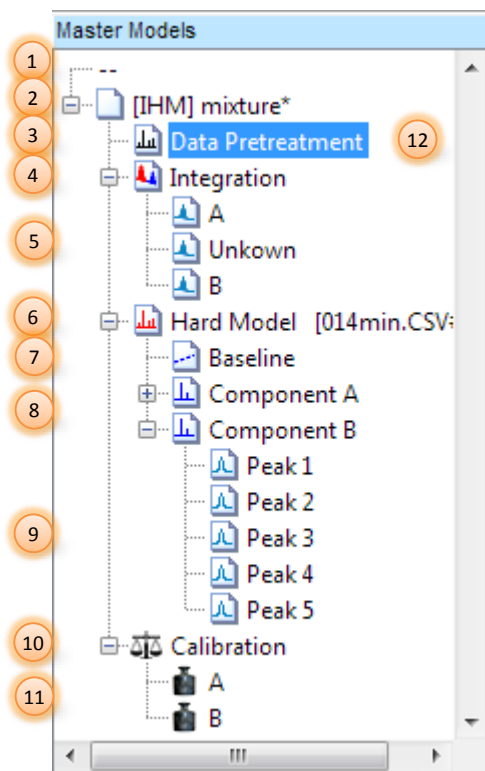 Master Models
1 --
2 [IHM] mixture*
3 Data Pretreatment 12
4 Integration
A
5 Unkown
B
6 Hard Model [014min.CSV
7 Baseline
Component A
8 Component B
Peak 1
Peak 2
9 Peak 3
Peak 4
Peak 5
10 Calibration
11 A
B